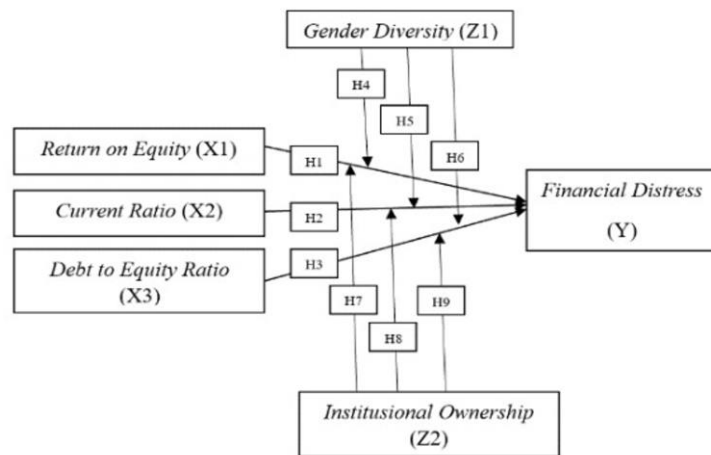 Gender Diversity (Z1)
H4
H5
H6
Return on Equity (X1)
H1
Current Ratio (X2)
H2
Debt to Equity Ratio
(X3)
H3
Financial Distress
(Y)
H7
H8
H9
Institusional Ownership
(Z2)